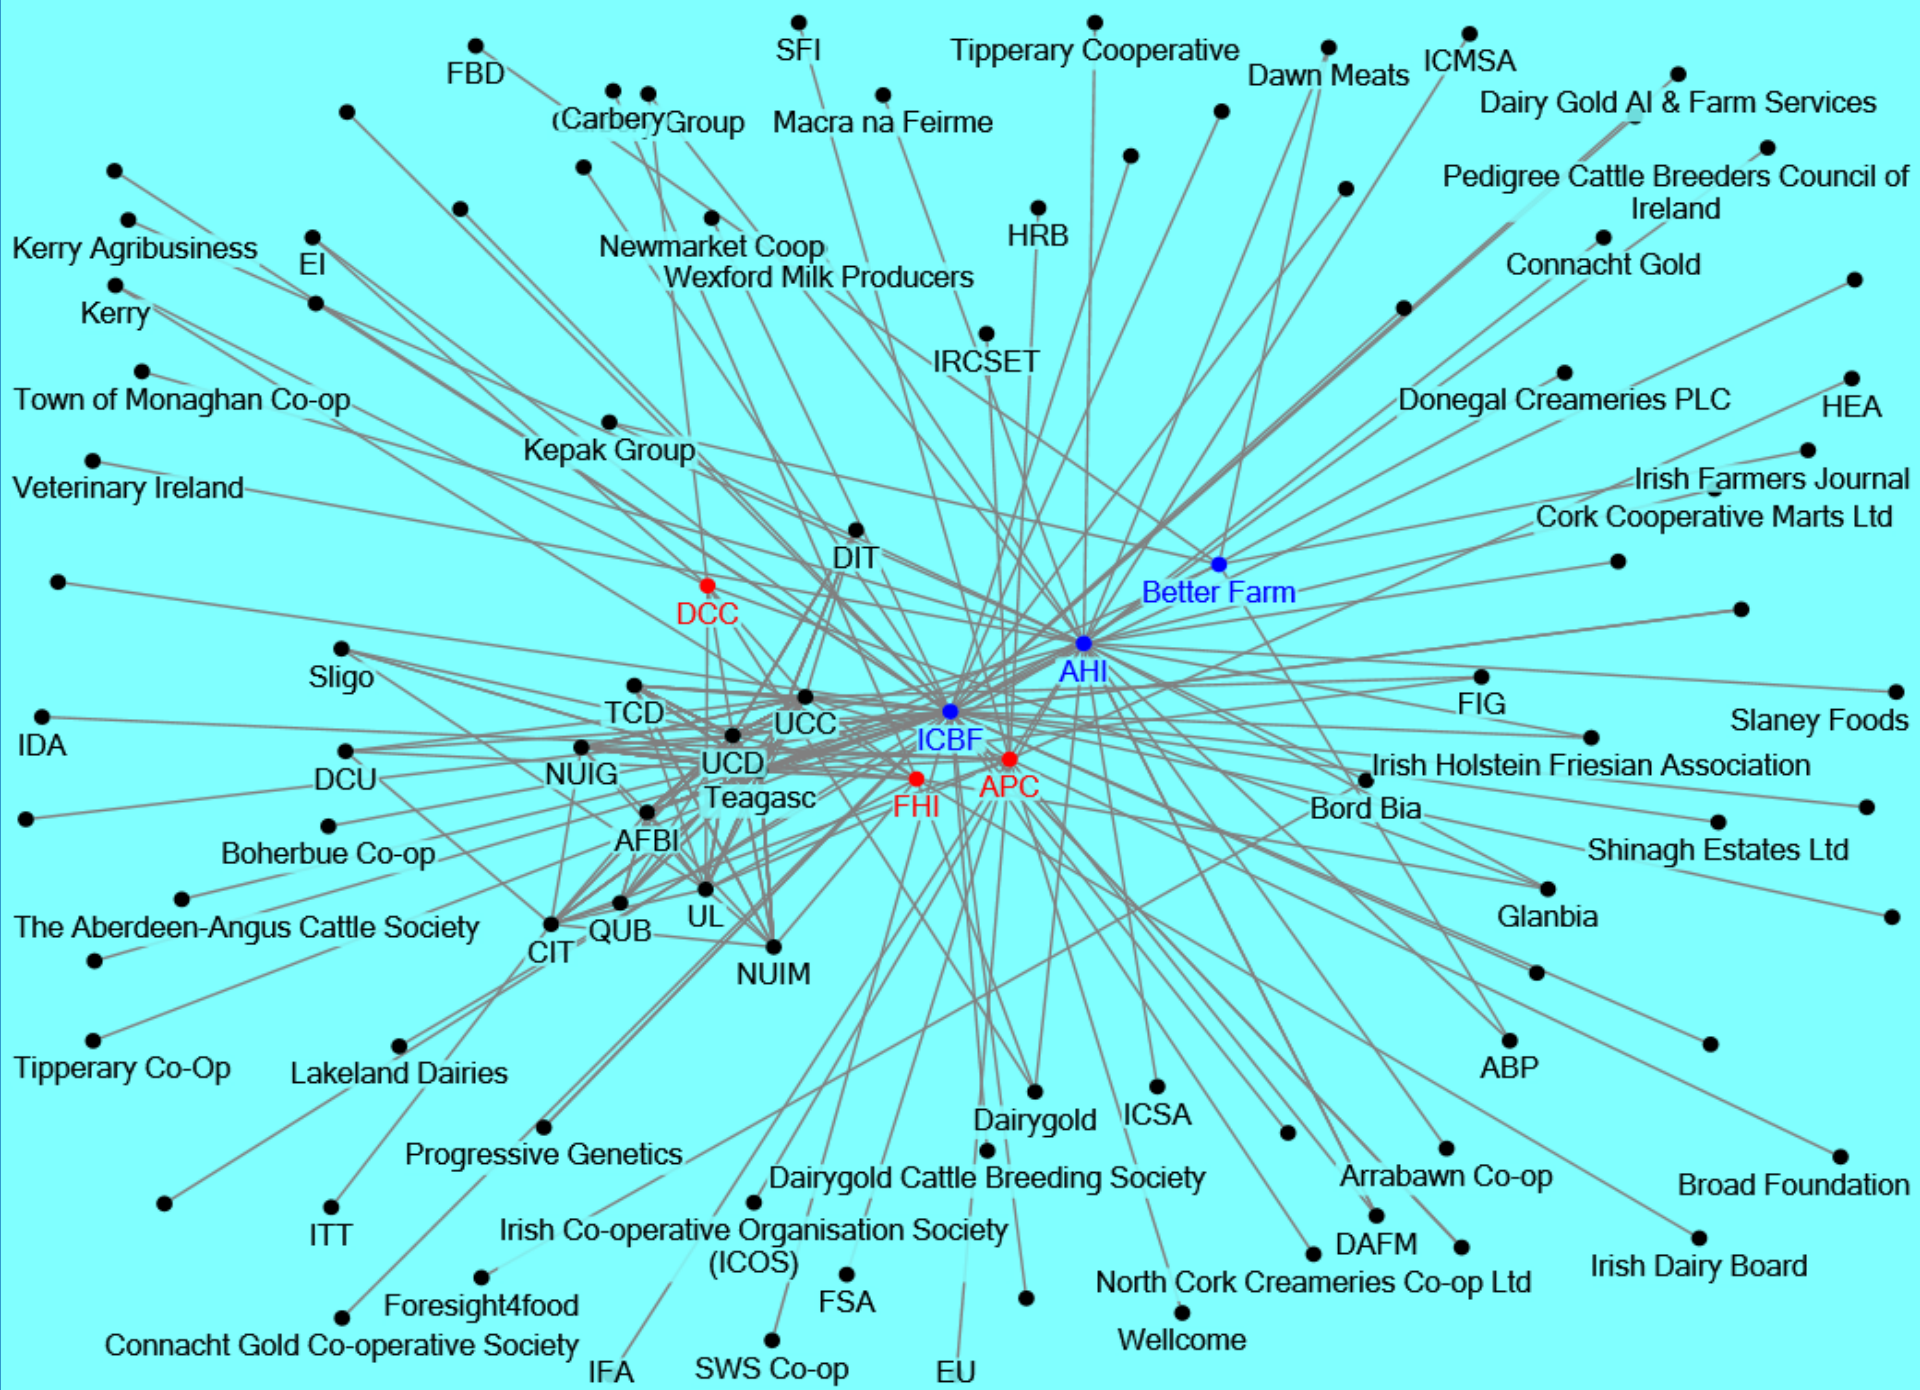 SFI
Tipperary Cooperative
ICMSA
FBD
Dawn Meats
Dairy Gold AI & Farm Services
Carbery Group
Macra na Feirme
Pedigree Cattle Breeders Council of
Ireland
HRB
Kerry Agribusiness
EI
Newmarket Coop
Connacht Gold
Wexford Milk Producers
Kerry
IRCSET
Town of Monaghan Co-op
Donegal Creameries PLC
HEA
Kepak Group
Veterinary Ireland
Irish Farmers Journal
Cork Cooperative Marts Ltd
DIT
Better Farm
DCC
AHI
Sligo
FIG
TCD
UCC
Slaney Foods
IDA
ICBF
UCD
Irish Holstein Friesian Association
NUIG
DCU
APC
Teagasc
FHI
Bord Bia
AFBI
Boherbue Co-op
Shinagh Estates Ltd
UL
Glanbia
The Aberdeen-Angus Cattle Society
QUB
CIT
NUIM
Tipperary Co-Op
Lakeland Dairies
ABP
Dairygold
ICSA
Progressive Genetics
Dairygold Cattle Breeding Society
Arrabawn Co-op
Broad Foundation
ITT
Irish Co-operative Organisation Society
(ICOS)
DAFM
Irish Dairy Board
North Cork Creameries Co-op Ltd
Foresight4food
FSA
Connacht Gold Co-operative Society
Wellcome
IFA
SWS Co-op
EU